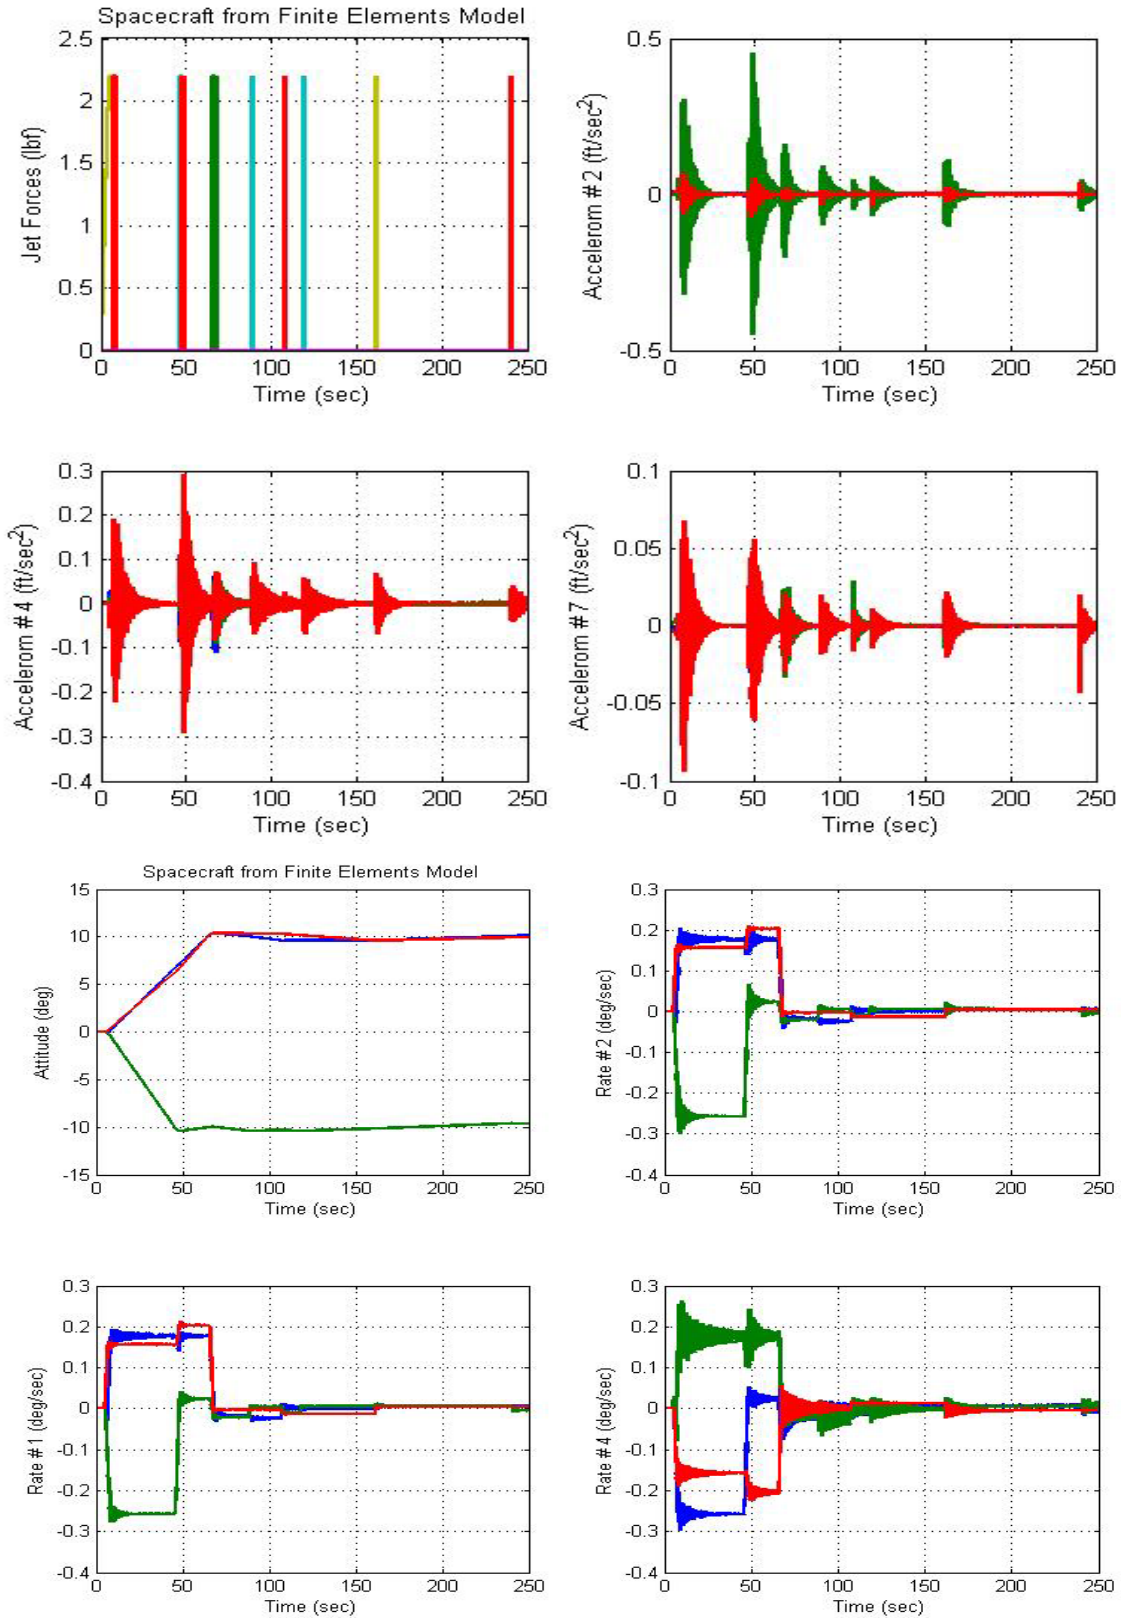 Spacecraft from Finite Elements Model
2.5
2
1.5
1
0.5
0
Jet Forces (lbf)
0 50 100 150 200 250
Time (sec)
0.5
0
-0.5
Accelerom # 2 (ft/sec²)
0 50 100 150 200 250
Time (sec)
0.3
0.2
0.1
0
-0.1
-0.2
-0.3
-0.4
Accelerom # 4 (ft/sec²)
0 50 100 150 200 250
Time (sec)
0.1
0.05
0
-0.05
-0.1
Accelerom # 7 (ft/sec²)
0 50 100 150 200 250
Time (sec)
Spacecraft from Finite Elements Model
15
10
5
0
-5
-10
-15
Attitude (deg)
0 50 100 150 200 250
Time (sec)
0.3
0.2
0.1
0
-0.1
-0.2
-0.3
-0.4
Rate # 2 (deg/sec)
0 50 100 150 200 250
Time (sec)
0.3
0.2
0.1
0
-0.1
-0.2
-0.3
-0.4
Rate # 1 (deg/sec)
0 50 100 150 200 250
Time (sec)
0.3
0.2
0.1
0
-0.1
-0.2
-0.3
-0.4
Rate # 4 (deg/sec)
0 50 100 150 200 250
Time (sec)